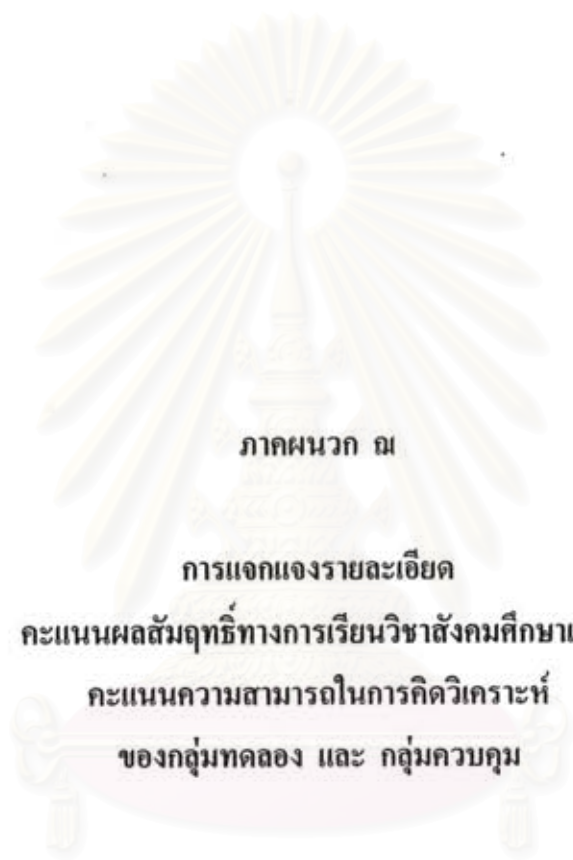 ภาคผนวก ฌ
การแจกแจงรายละเอียด
คะแนนผลสัมฤทธิ์ทางการเรียนวิชาสังคมศึกษา
คะแนนความสามารถในการคิดวิเคราะห์
ของกลุ่มทดลอง และ กลุ่มควบคุม